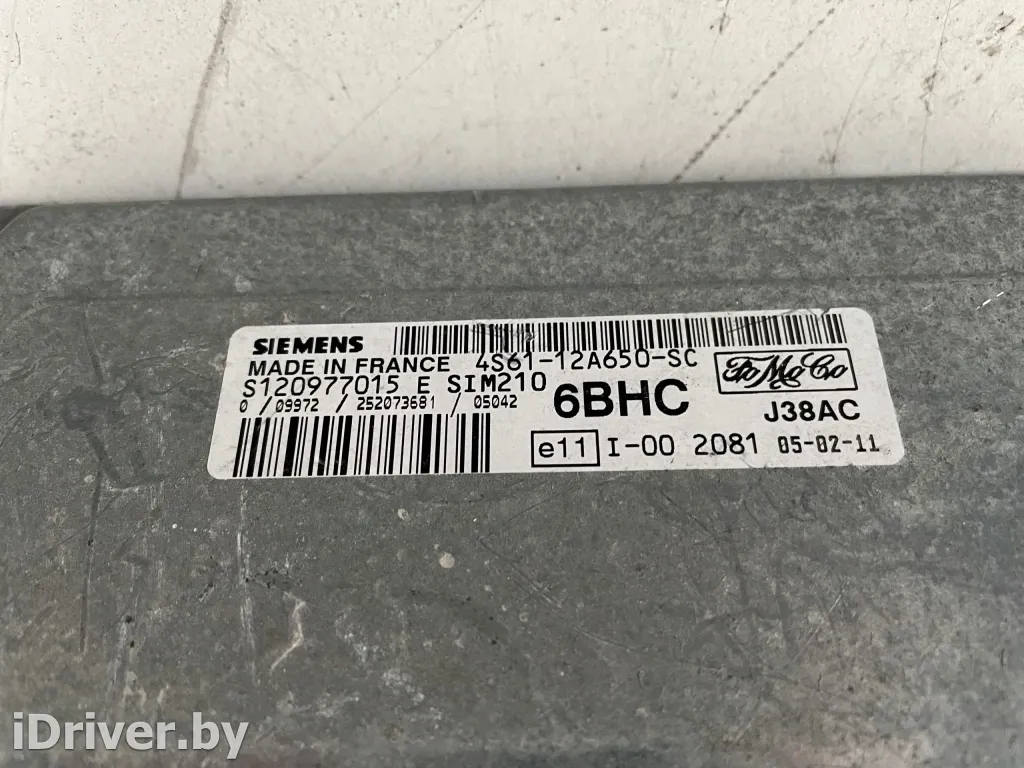 SIEMENS
MADE IN FRANCE 4S61-12A650-SC
S120977015 E SIM210
0 / 09972 / 252073681 / 05042
6BHC
FoMoCo
J38AC
e11 I-00 2081 05-02-11
iDriver.by